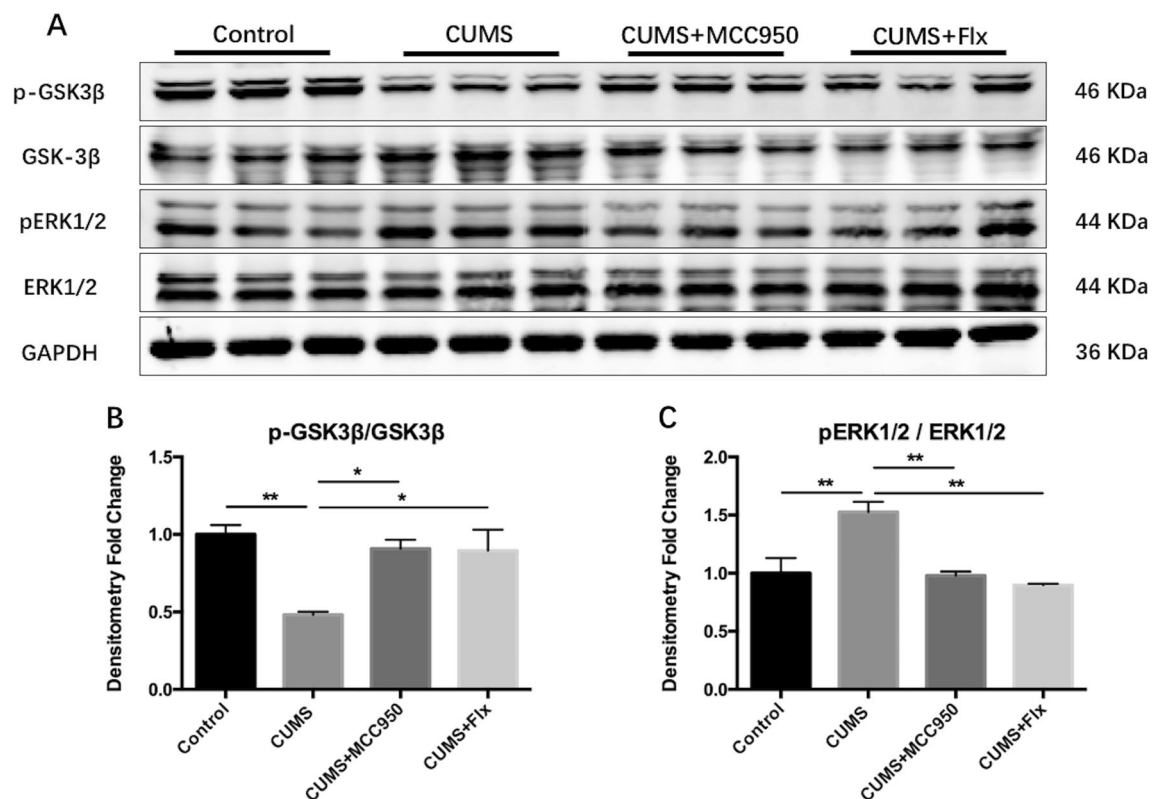 A
Control CUMS CUMS+MCC950 CUMS+Flx
p-GSK3β 46 KDa
GSK-3β 46 KDa
pERK1/2 44 KDa
ERK1/2 44 KDa
GAPDH 36 KDa
B
p-GSK3β/GSK3β
Densitometry Fold Change
1.5
1.0
0.5
0.0
** * *
Control CUMS CUMS+MCC950 CUMS+Flx
C
pERK1/2 / ERK1/2
Densitometry Fold Change
2.0
1.5
1.0
0.5
0.0
** ** **
Control CUMS CUMS+MCC950 CUMS+Flx